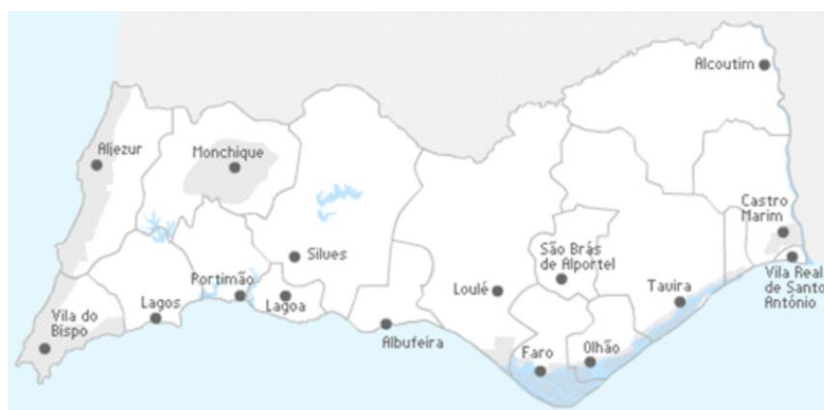 Alcoutim
Aljezur
Monchique
Castro
Marim
São Brás
de Alportel
Silves
Vila Real
de Santo
António
Portimão
Loulé
Tavira
Lagos
Lagoa
Vila do
Bispo
Albufeira
Faro
Olhão